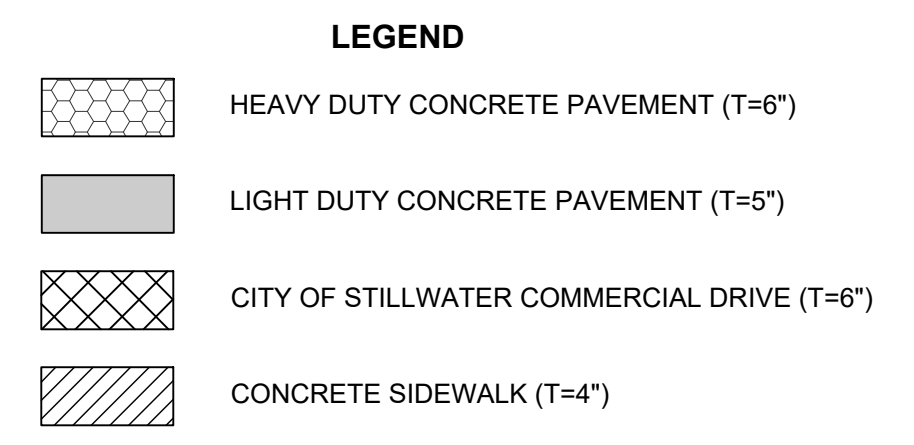 LEGEND
HEAVY DUTY CONCRETE PAVEMENT (T=6")
LIGHT DUTY CONCRETE PAVEMENT (T=5")
CITY OF STILLWATER COMMERCIAL DRIVE (T=6")
CONCRETE SIDEWALK (T=4")